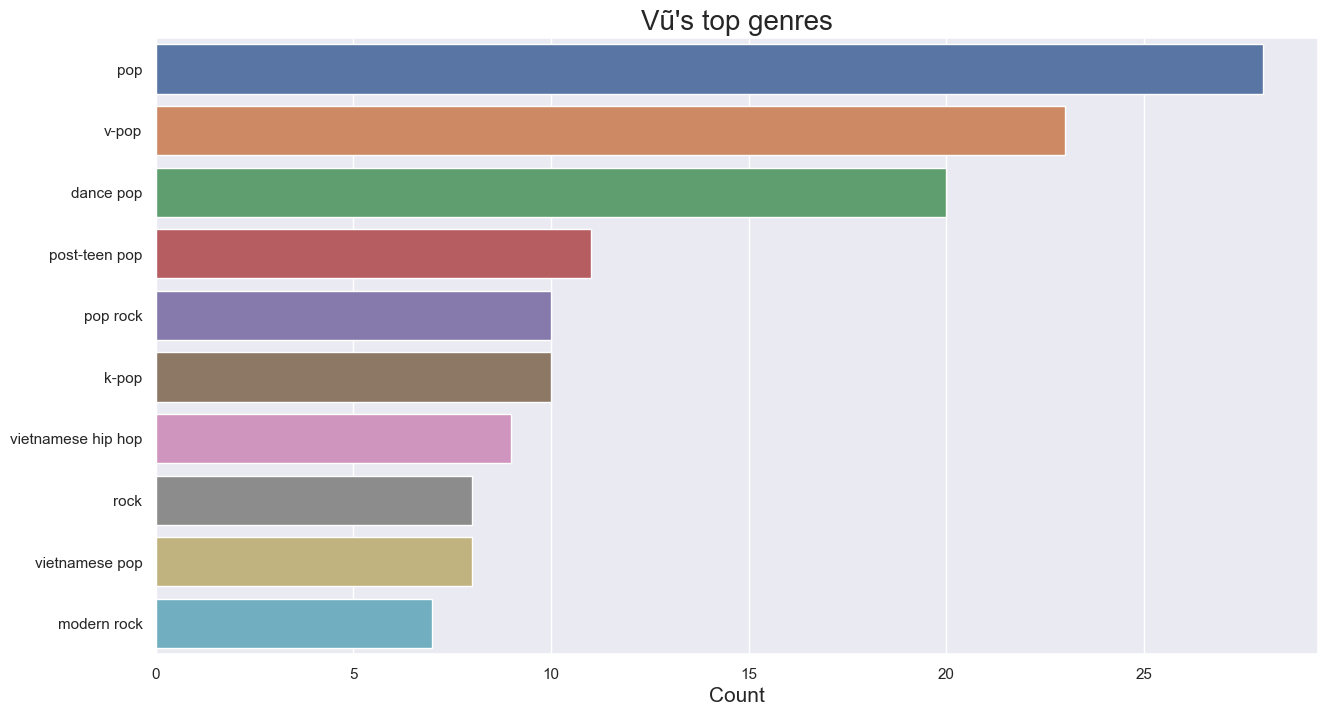 Vũ's top genres
pop
v-pop
dance pop
post-teen pop
pop rock
k-pop
vietnamese hip hop
rock
vietnamese pop
modern rock
0 5 10 15 20 25
Count